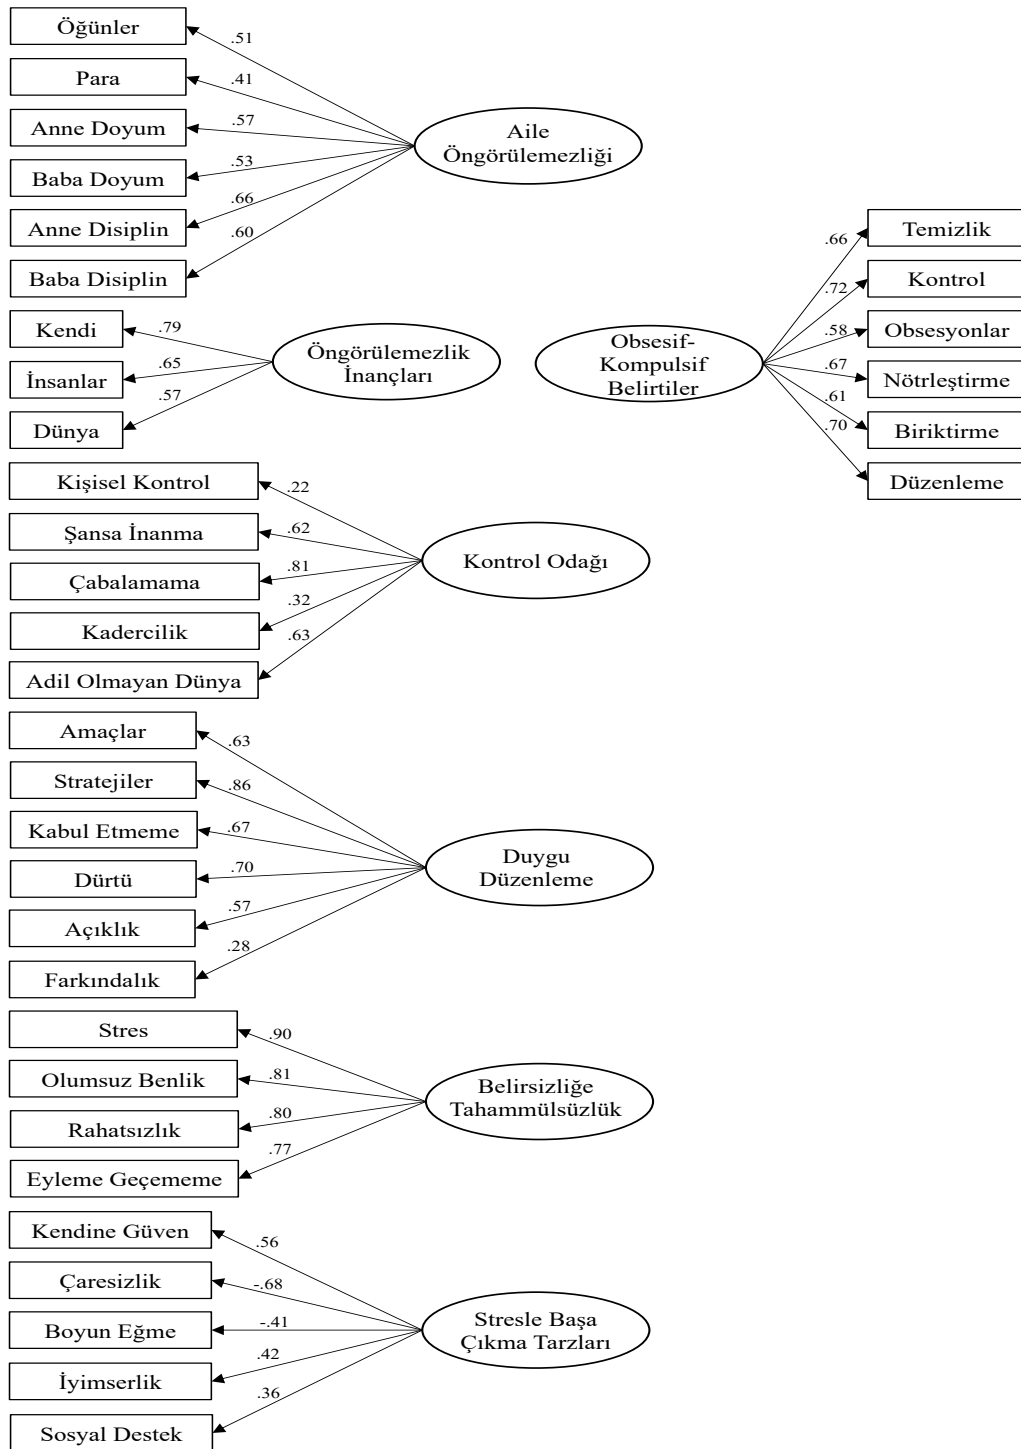 Öğünler
Para
Anne Doyum
Baba Doyum
Anne Disiplin
Baba Disiplin
.51
.41
.57
.53
.66
.60
Aile
Öngörülemezliği
Kendi
İnsanlar
Dünya
.79
.65
.57
Öngörülemezlik
İnançları
Obsesif-
Kompulsif
Belirtiler
.66
.72
.58
.67
.61
.70
Temizlik
Kontrol
Obsesyonlar
Nötrleştirme
Biriktirme
Düzenleme
Kişisel Kontrol
Şansa İnanma
Çabalamama
Kadercilik
Adil Olmayan Dünya
.22
.62
.81
.32
.63
Kontrol Odağı
Amaçlar
Stratejiler
Kabul Etmeme
Dürtü
Açıklık
Farkındalık
.63
.86
.67
.70
.57
.28
Duygu
Düzenleme
Stres
Olumsuz Benlik
Rahatsızlık
Eyleme Geçememe
.90
.81
.80
.77
Belirsizliğe
Tahammülsüzlük
Kendine Güven
Çaresizlik
Boyun Eğme
İyimserlik
Sosyal Destek
.56
-.68
-.41
.42
.36
Stresle Başa
Çıkma Tarzları